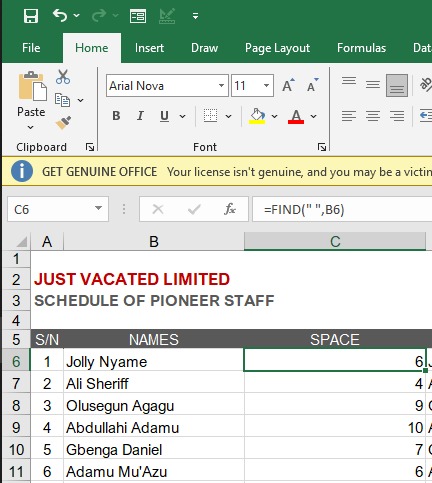 File Home Insert Draw Page Layout Formulas Dat
Paste
Arial Nova 11 A A
B I U A
Clipboard Font
GET GENUINE OFFICE Your license isn't genuine, and you may be a victin
C6 fx =FIND(" ",B6)
A B C
1
2 JUST VACATED LIMITED
3 SCHEDULE OF PIONEER STAFF
4
5 S/N NAMES SPACE
6 1 Jolly Nyame 6
7 2 Ali Sheriff 4
8 3 Olusegun Agagu 9
9 4 Abdullahi Adamu 10
10 5 Gbenga Daniel 7
11 6 Adamu Mu'Azu 6